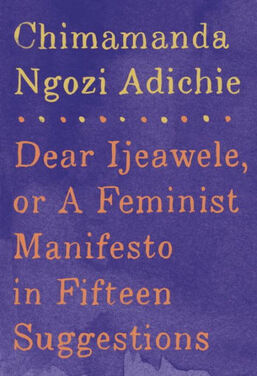 Chimamanda
Ngozi Adichie
Dear Ijeawele,
or A Feminist
Manifesto
in Fifteen
Suggestions